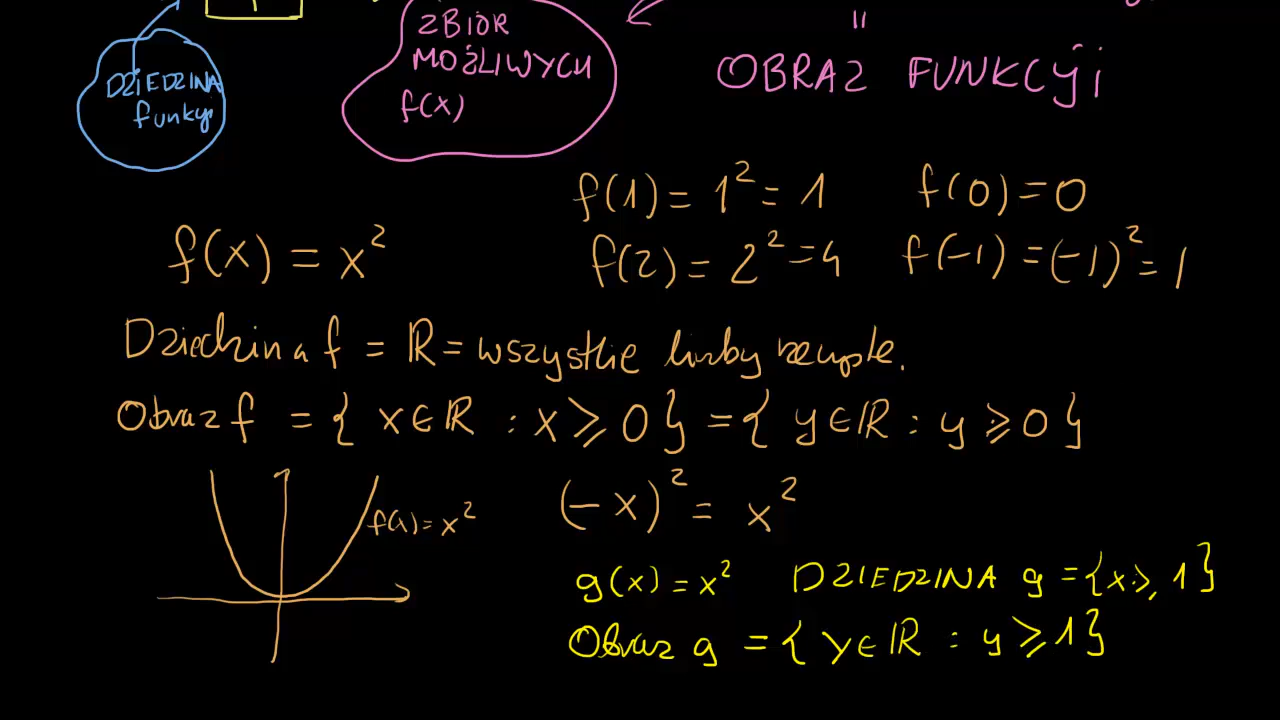 DZIEDZINA
funkcji
ZBIÓR
MOŻLIWYCH
f(x)
OBRAZ FUNKCJI
f(1) = 1² = 1 f(0) = 0
f(x) = x²
f(2) = 2² = 4 f(-1) = (-1)² = 1
Dziedzina f = ℝ = wszystkie liczby rzeczywiste.
Obraz f = { x ∈ ℝ : x ⩾ 0 } = { y ∈ ℝ : y ⩾ 0 }
f(x) = x²
(-x)² = x²
g(x) = x² DZIEDZINA g = {x ⩾ 1}
Obraz g = { y ∈ ℝ : y ⩾ 1 }